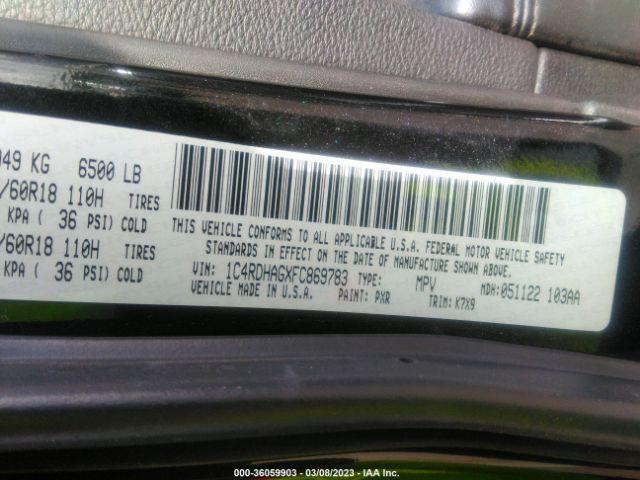 949 KG 6500 LB
/60R18 110H TIRES
KPA ( 36 PSI) COLD
/60R18 110H TIRES
KPA ( 36 PSI) COLD
THIS VEHICLE CONFORMS TO ALL APPLICABLE U.S.A. FEDERAL MOTOR VEHICLE SAFETY
STANDARDS IN EFFECT ON THE DATE OF MANUFACTURE SHOWN ABOVE.
VIN: 1C4RDHAGXFC869783 TYPE: MPV MDH:051122 103AA
VEHICLE MADE IN U.S.A. PAINT: PXR TRIM: K7X9
000-36059903 - 03/08/2023 - IAA Inc.